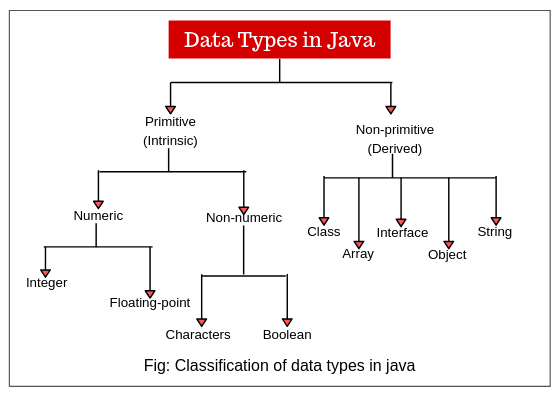 Data Types in Java
Primitive
(Intrinsic)
Non-primitive
(Derived)
Numeric
Non-numeric
Class
Array
Interface
Object
String
Integer
Floating-point
Characters
Boolean
Fig: Classification of data types in java